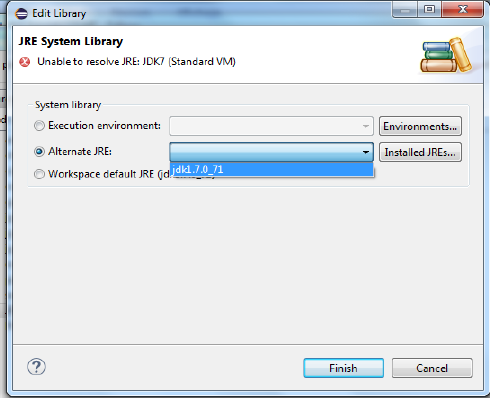 Edit Library
JRE System Library
Unable to resolve JRE: JDK7 (Standard VM)
System library
Execution environment:
Environments...
Alternate JRE:
Installed JREs...
jdk1.7.0_71
Workspace default JRE (jd
Finish
Cancel